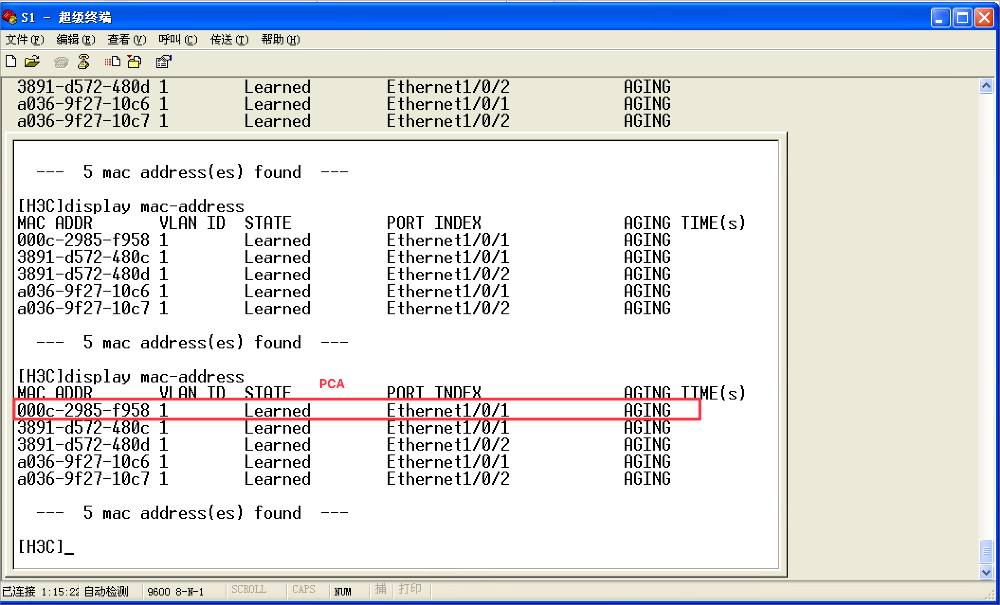 S1 - 超级终端
文件(F) 编辑(E) 查看(V) 呼叫(C) 传送(T) 帮助(H)
3891-d572-480d 1 Learned Ethernet1/0/2 AGING
a036-9f27-10c6 1 Learned Ethernet1/0/1 AGING
a036-9f27-10c7 1 Learned Ethernet1/0/2 AGING
--- 5 mac address(es) found ---
[H3C]display mac-address
MAC ADDR VLAN ID STATE PORT INDEX AGING TIME(s)
000c-2985-f958 1 Learned Ethernet1/0/1 AGING
3891-d572-480c 1 Learned Ethernet1/0/1 AGING
3891-d572-480d 1 Learned Ethernet1/0/2 AGING
a036-9f27-10c6 1 Learned Ethernet1/0/1 AGING
a036-9f27-10c7 1 Learned Ethernet1/0/2 AGING
--- 5 mac address(es) found ---
[H3C]display mac-address
PCA
MAC ADDR VLAN ID STATE PORT INDEX AGING TIME(s)
000c-2985-f958 1 Learned Ethernet1/0/1 AGING
3891-d572-480c 1 Learned Ethernet1/0/1 AGING
3891-d572-480d 1 Learned Ethernet1/0/2 AGING
a036-9f27-10c6 1 Learned Ethernet1/0/1 AGING
a036-9f27-10c7 1 Learned Ethernet1/0/2 AGING
--- 5 mac address(es) found ---
[H3C]_
已连接 1:15:22 自动检测 9600 8-N-1 SCROLL CAPS NUM 捕 打印